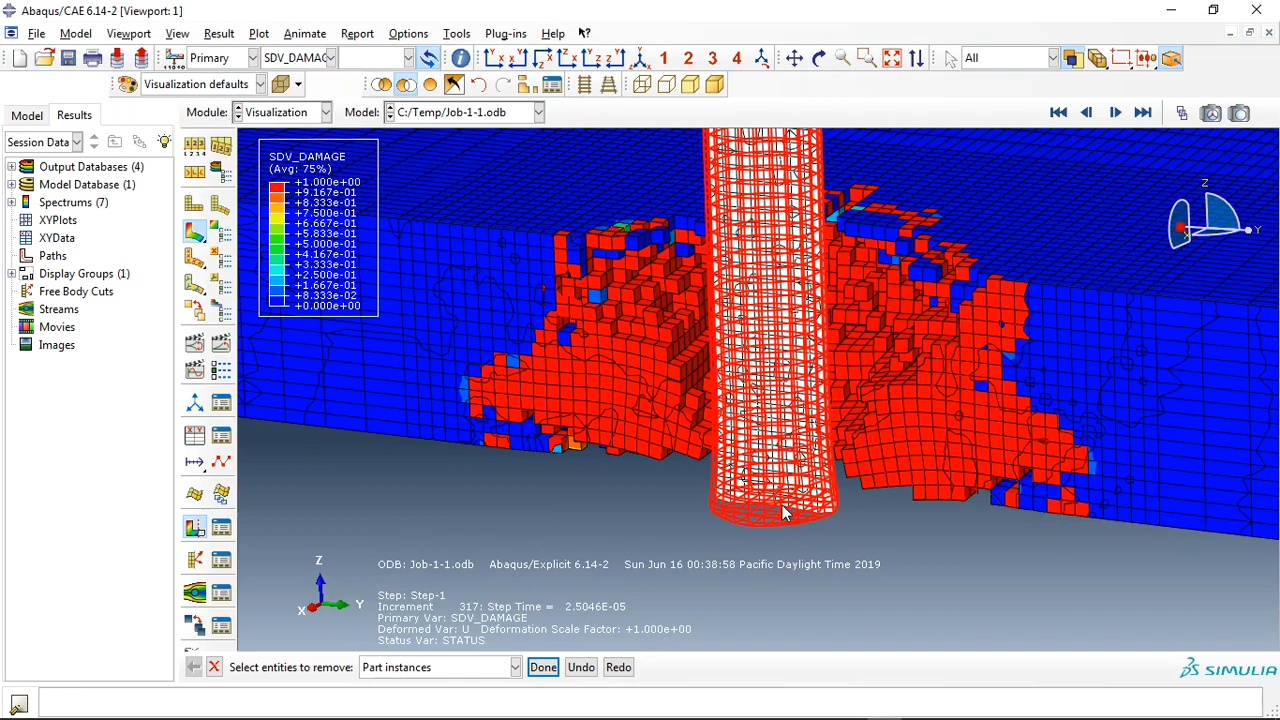 Abaqus/CAE 6.14-2 [Viewport: 1]
File Model Viewport View Result Plot Animate Report Options Tools Plug-ins Help
Primary SDV_DAMAG 1 2 3 4 All
Visualization defaults
Model Results
Module: Visualization Model: C:/Temp/Job-1-1.odb
Session Data
Output Databases (4)
Model Database (1)
Spectrums (7)
XYPlots
XYData
Paths
Display Groups (1)
Free Body Cuts
Streams
Movies
Images
SDV_DAMAGE
(Avg: 75%)
+1.000e+00
+9.167e-01
+8.333e-01
+7.500e-01
+6.667e-01
+5.833e-01
+5.000e-01
+4.167e-01
+3.333e-01
+2.500e-01
+1.667e-01
+8.333e-02
+0.000e+00
Z
Y
X
Z
Y
X
ODB: Job-1-1.odb Abaqus/Explicit 6.14-2 Sun Jun 16 00:38:58 Pacific Daylight Time 2019
Step: Step-1
Increment 317: Step Time = 2.5046E-05
Primary Var: SDV_DAMAGE
Deformed Var: U Deformation Scale Factor: +1.000e+00
Status Var: STATUS
Select entities to remove: Part instances Done Undo Redo
SIMULIA